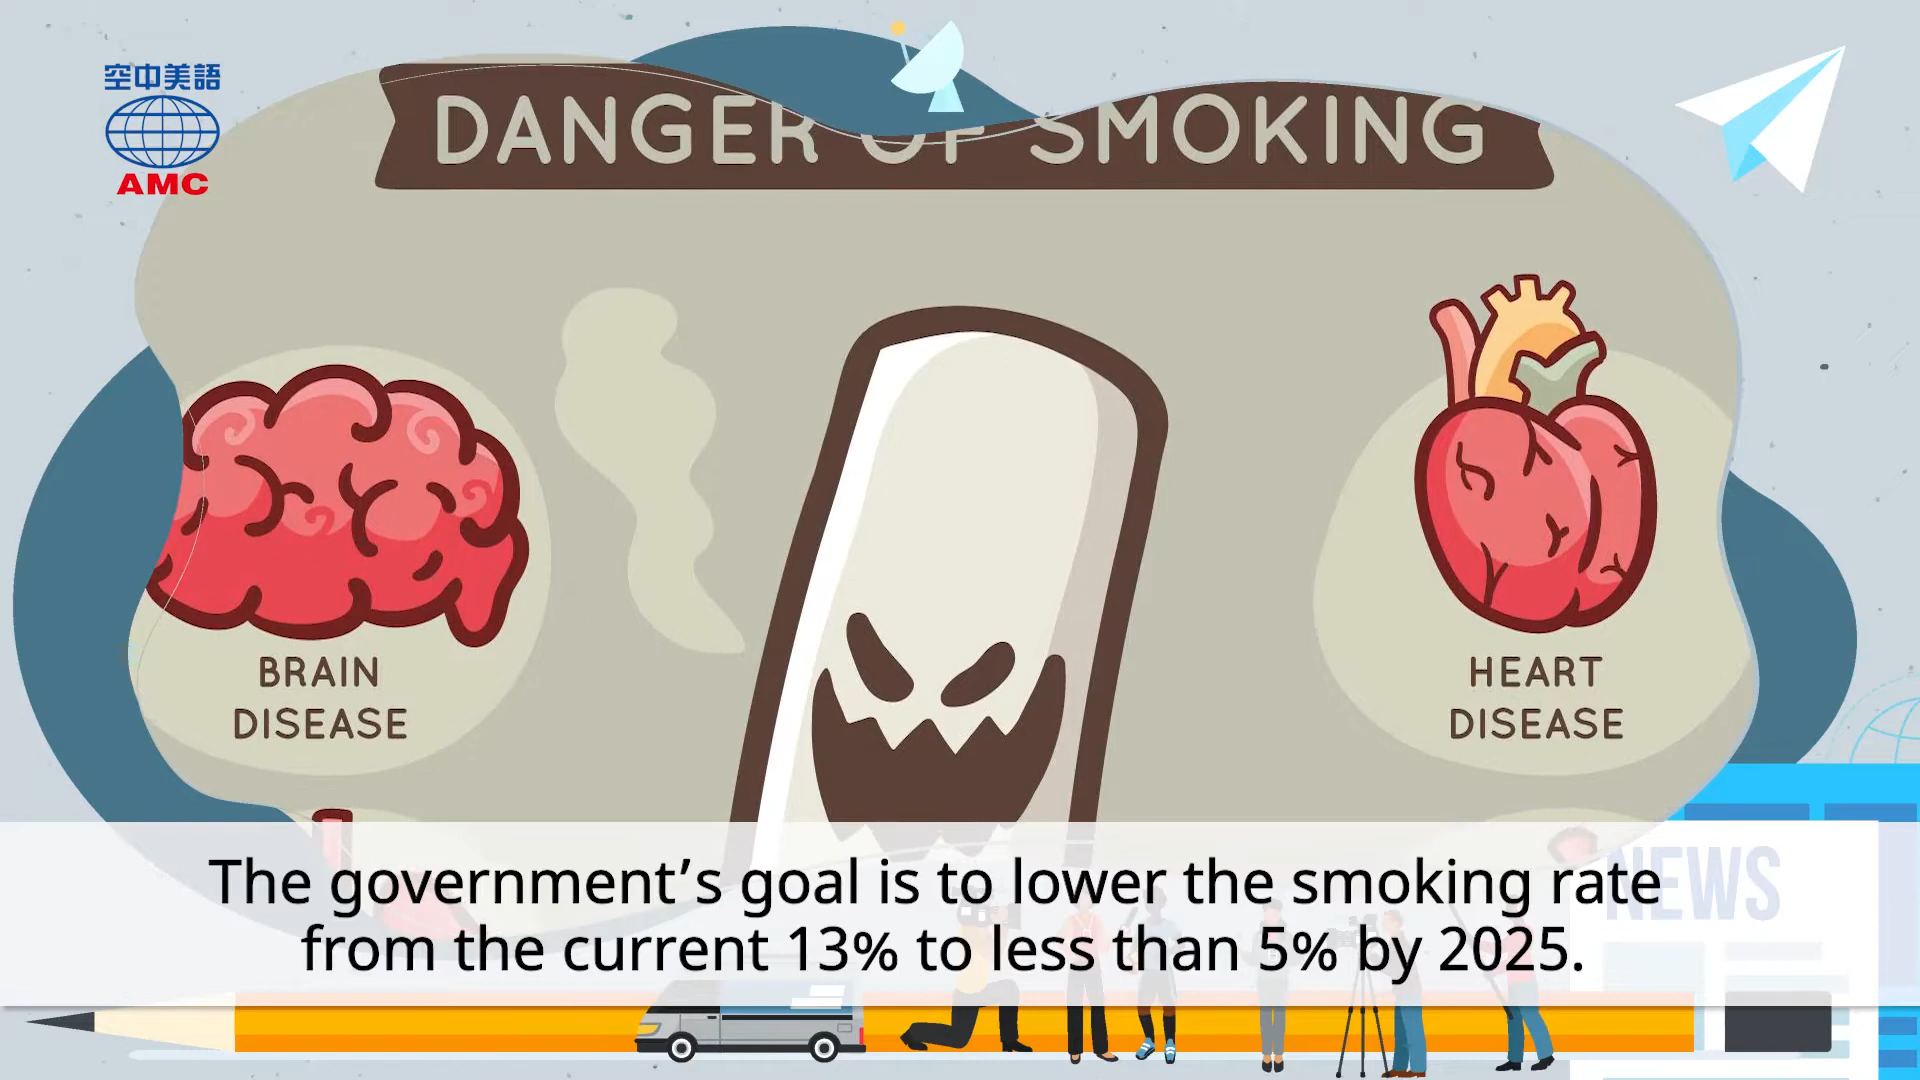 空中美語
AMC
DANGER OF SMOKING
BRAIN
DISEASE
HEART
DISEASE
NEWS
The government’s goal is to lower the smoking rate
from the current 13% to less than 5% by 2025.